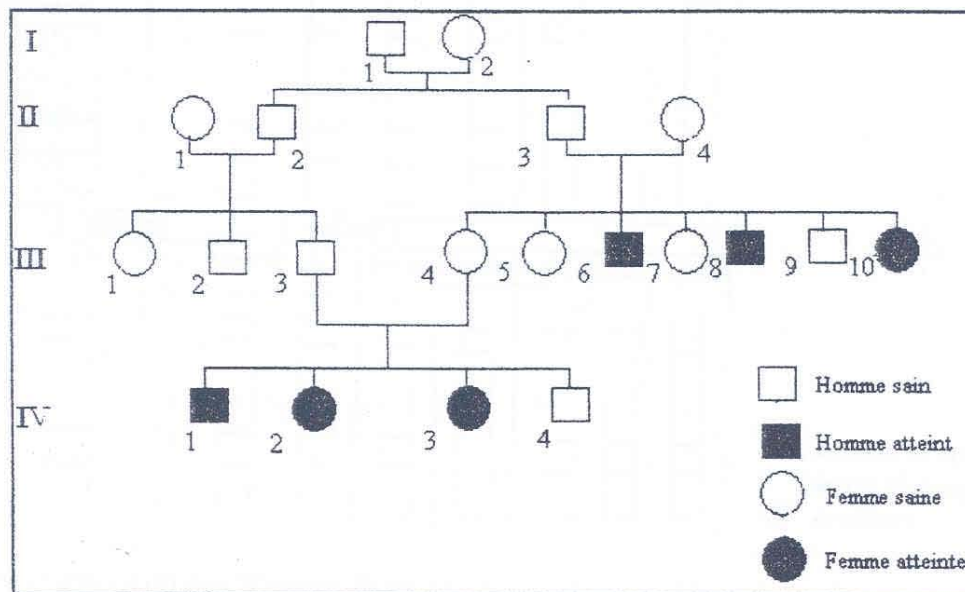 I
1 2
II
1 2 3 4
III
1 2 3 4 5 6 7 8 9 10
IV
1 2 3 4
Homme sain
Homme atteint
Femme saine
Femme atteinte